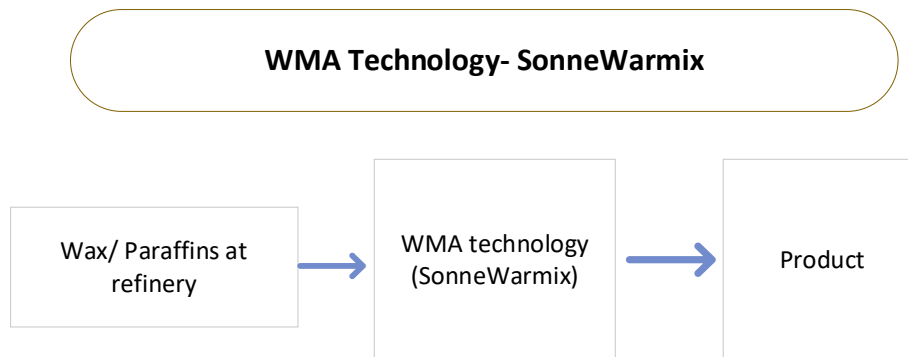 WMA Technology- SonneWarmix
Wax/ Paraffins at
refinery
WMA technology
(SonneWarmix)
Product